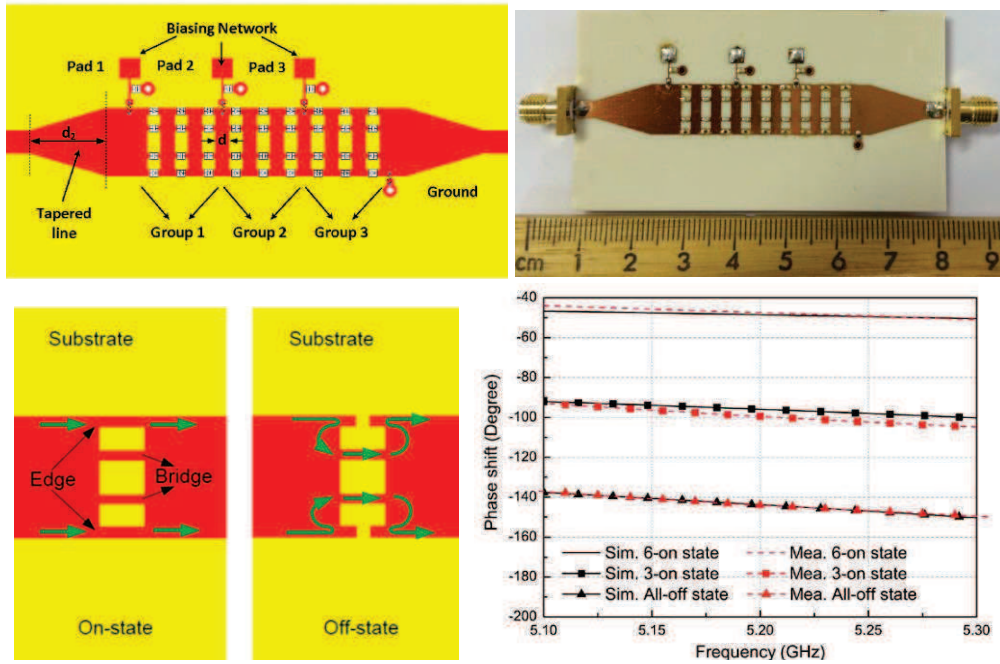 Biasing Network
Pad 1
Pad 2
Pad 3
d₂
d
Tapered
line
Ground
Group 1
Group 2
Group 3
cm 1 2 3 4 5 6 7 8 9
Substrate
Edge
Bridge
On-state
Substrate
Off-state
Phase shift (Degree)
-40
-60
-80
-100
-120
-140
-160
-180
-200
Sim. 6-on state
Mea. 6-on state
Sim. 3-on state
Mea. 3-on state
Sim. All-off state
Mea. All-off state
5.10 5.15 5.20 5.25 5.30
Frequency (GHz)